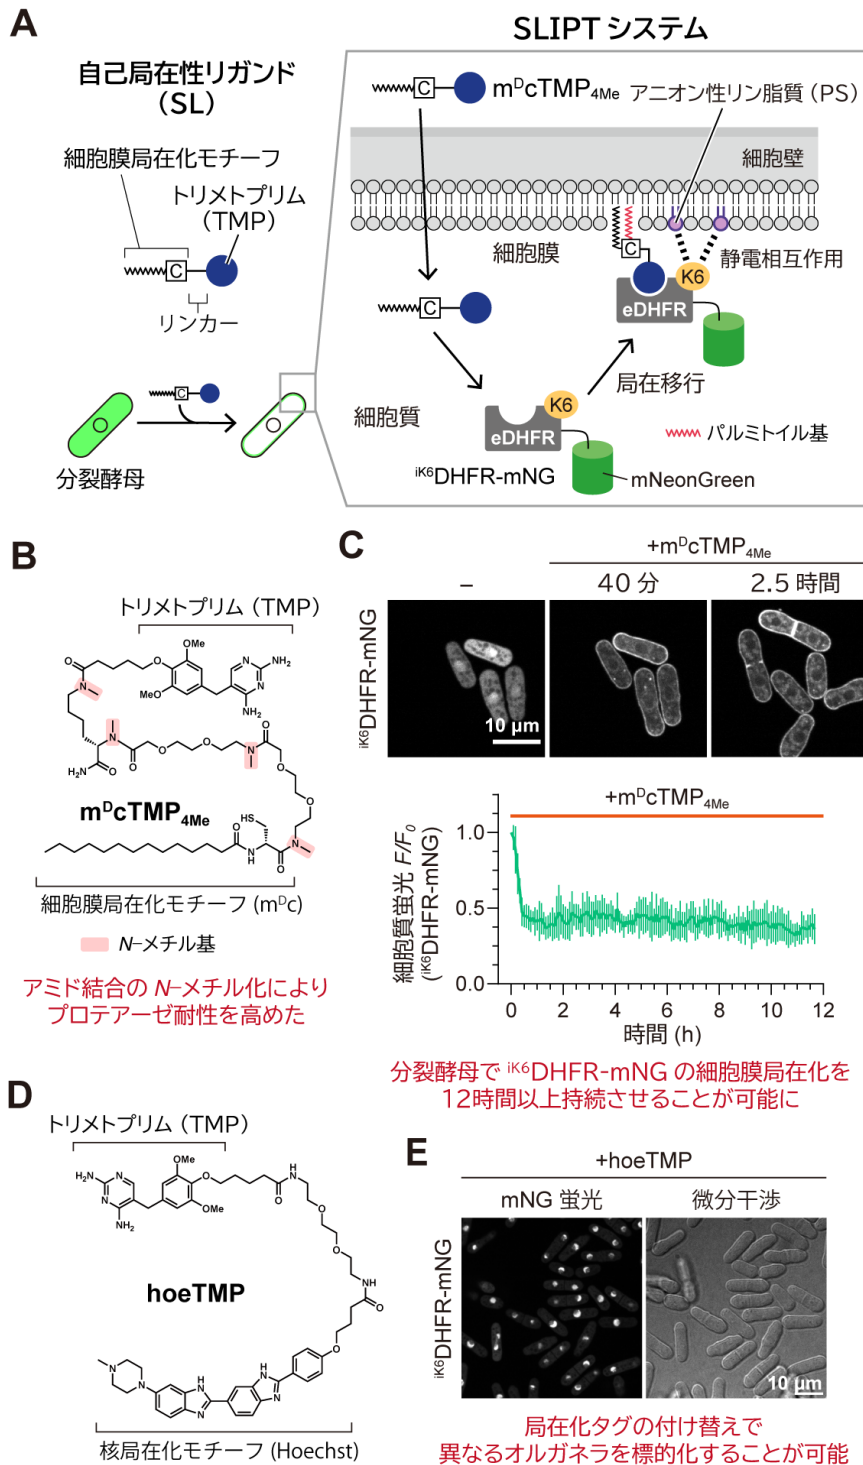 A
SLIPT システム
自己局在性リガンド
(SL)
細胞膜局在化モチーフ
トリメトプリム
(TMP)
C
リンカー
C
分裂酵母
C
mDcTMP4Me
アニオン性リン脂質 (PS)
細胞壁
細胞膜
C
静電相互作用
K6
eDHFR
C
局在移行
細胞質
K6
eDHFR
パルミトイル基
iK6DHFR-mNG
mNeonGreen
B
トリメトプリム (TMP)
O
O
OMe
MeO
N
N
NH2
NH2
N
N
H2N
O
O
O
O
O
N
O
O
mDcTMP4Me
HS
O
N
H
O
N
細胞膜局在化モチーフ (mDc)
N-メチル基
アミド結合の N-メチル化により
プロテアーゼ耐性を高めた
C
+mDcTMP4Me
–
40 分
2.5 時間
iK6DHFR-mNG
10 µm
+mDcTMP4Me
細胞質蛍光 F/F0
(iK6DHFR-mNG)
1.0
0.5
0.0
0
2
4
6
8
10
12
時間 (h)
分裂酵母で iK6DHFR-mNG の細胞膜局在化を
12時間以上持続させることが可能に
D
トリメトプリム (TMP)
H2N
N
N
NH2
OMe
O
OMe
O
H
N
O
O
NH
O
hoeTMP
O
N
N
H
N
N
H
N
N
核局在化モチーフ (Hoechst)
E
+hoeTMP
mNG 蛍光
微分干渉
iK6DHFR-mNG
10 µm
局在化タグの付け替えで
異なるオルガネラを標的化することが可能